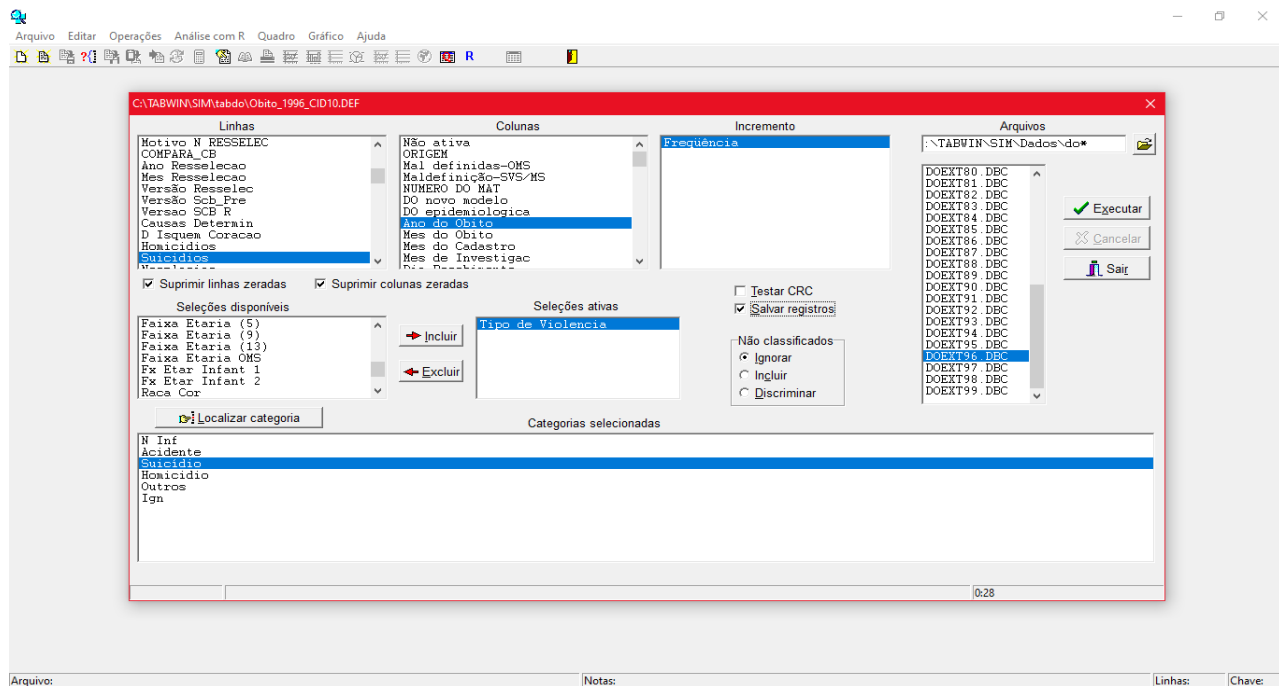 Arquivo Editar Operações Análise com R Quadro Gráfico Ajuda
R
C:\TABWIN\SIM\tabdo\Obito_1996_CID10.DEF
Linhas
Motivo N RESSELEC
COMPARA_CB
Ano Resselecao
Mes Resselecao
Versão Resselec
Versão Scb_Pre
Versao SCB R
Causas Determin
D Isquem Coracao
Homicidios
Suicidios
Colunas
Não ativa
ORIGEM
Mal definidas-OMS
Maldefinição-SVS/MS
NUMERO DO MAT
DO novo modelo
DO epidemiologica
Ano do Obito
Mes do Obito
Mes do Cadastro
Mes de Investigac
Incremento
Freqüência
Arquivos
:\TABWIN\SIM\Dados\do*
DOEXT80.DBC
DOEXT81.DBC
DOEXT82.DBC
DOEXT83.DBC
DOEXT84.DBC
DOEXT85.DBC
DOEXT86.DBC
DOEXT87.DBC
DOEXT88.DBC
DOEXT89.DBC
DOEXT90.DBC
DOEXT91.DBC
DOEXT92.DBC
DOEXT93.DBC
DOEXT94.DBC
DOEXT95.DBC
DOEXT96.DBC
DOEXT97.DBC
DOEXT98.DBC
DOEXT99.DBC
Executar
Cancelar
Sair
Suprimir linhas zeradas
Suprimir colunas zeradas
Seleções disponíveis
Faixa Etaria (5)
Faixa Etaria (9)
Faixa Etaria (13)
Faixa Etaria OMS
Fx Etar Infant 1
Fx Etar Infant 2
Raca Cor
Incluir
Excluir
Seleções ativas
Tipo de Violencia
Testar CRC
Salvar registros
Não classificados
Ignorar
Incluir
Discriminar
Localizar categoria
Categorias selecionadas
N Inf
Acidente
Suicídio
Homicidio
Outros
Ign
0:28
Arquivo: Notas: Linhas: Chave: